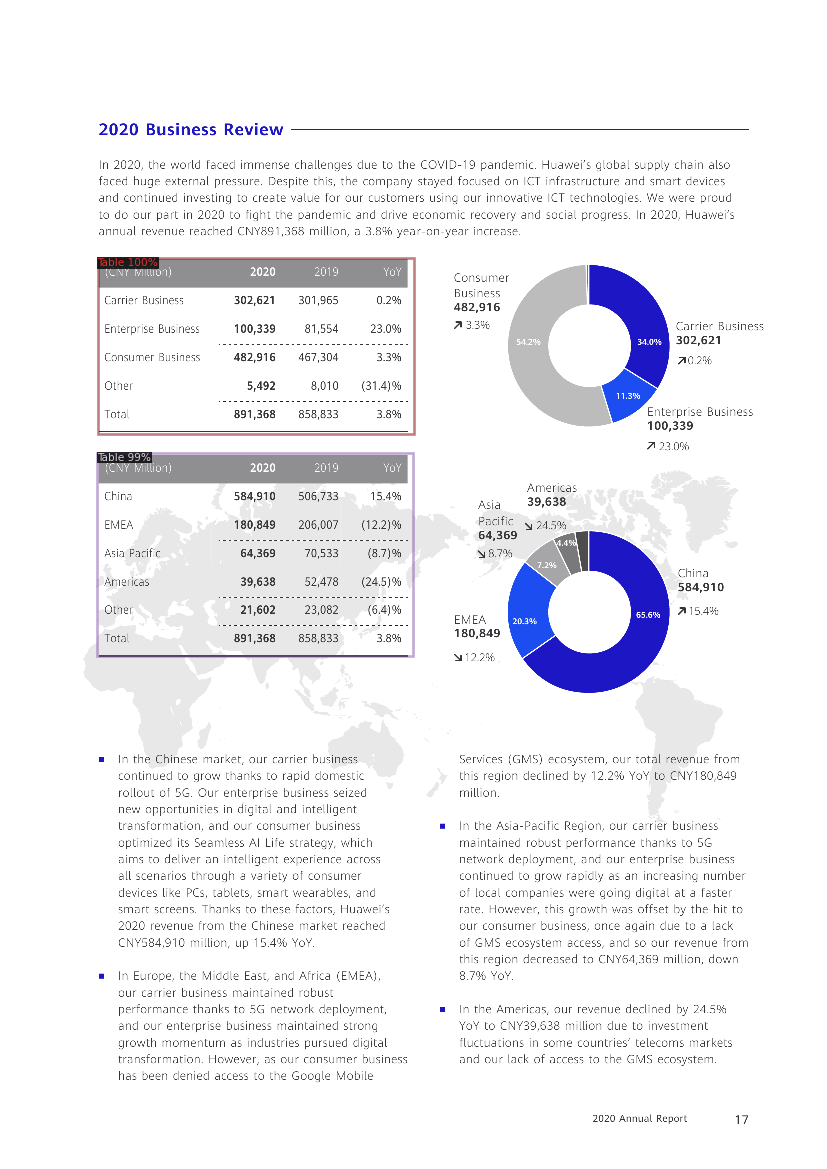 2020 Business Review
In 2020, the world faced immense challenges due to the COVID-19 pandemic. Huawei’s global supply chain also
faced huge external pressure. Despite this, the company stayed focused on ICT infrastructure and smart devices
and continued investing to create value for our customers using our innovative ICT technologies. We were proud
to do our part in 2020 to fight the pandemic and drive economic recovery and social progress. In 2020, Huawei’s
annual revenue reached CNY891,368 million, a 3.8% year-on-year increase.
Table 100%
(CNY Million) 2020 2019 YoY
Carrier Business 302,621 301,965 0.2%
Enterprise Business 100,339 81,554 23.0%
Consumer Business 482,916 467,304 3.3%
Other 5,492 8,010 (31.4)%
Total 891,368 858,833 3.8%
Consumer
Business
482,916
3.3%
54.2%
34.0%
11.3%
Carrier Business
302,621
0.2%
Enterprise Business
100,339
23.0%
Table 99%
(CNY Million) 2020 2019 YoY
China 584,910 506,733 15.4%
EMEA 180,849 206,007 (12.2)%
Asia Pacific 64,369 70,533 (8.7)%
Americas 39,638 52,478 (24.5)%
Other 21,602 23,082 (6.4)%
Total 891,368 858,833 3.8%
Americas
39,638
24.5%
Asia
Pacific
64,369
8.7%
4.4%
7.2%
20.3%
65.6%
China
584,910
15.4%
EMEA
180,849
12.2%
In the Chinese market, our carrier business
continued to grow thanks to rapid domestic
rollout of 5G. Our enterprise business seized
new opportunities in digital and intelligent
transformation, and our consumer business
optimized its Seamless AI Life strategy, which
aims to deliver an intelligent experience across
all scenarios through a variety of consumer
devices like PCs, tablets, smart wearables, and
smart screens. Thanks to these factors, Huawei’s
2020 revenue from the Chinese market reached
CNY584,910 million, up 15.4% YoY.
In Europe, the Middle East, and Africa (EMEA),
our carrier business maintained robust
performance thanks to 5G network deployment,
and our enterprise business maintained strong
growth momentum as industries pursued digital
transformation. However, as our consumer business
has been denied access to the Google Mobile
Services (GMS) ecosystem, our total revenue from
this region declined by 12.2% YoY to CNY180,849
million.
In the Asia-Pacific Region, our carrier business
maintained robust performance thanks to 5G
network deployment, and our enterprise business
continued to grow rapidly as an increasing number
of local companies were going digital at a faster
rate. However, this growth was offset by the hit to
our consumer business, once again due to a lack
of GMS ecosystem access, and so our revenue from
this region decreased to CNY64,369 million, down
8.7% YoY.
In the Americas, our revenue declined by 24.5%
YoY to CNY39,638 million due to investment
fluctuations in some countries’ telecoms markets
and our lack of access to the GMS ecosystem.
2020 Annual Report 17